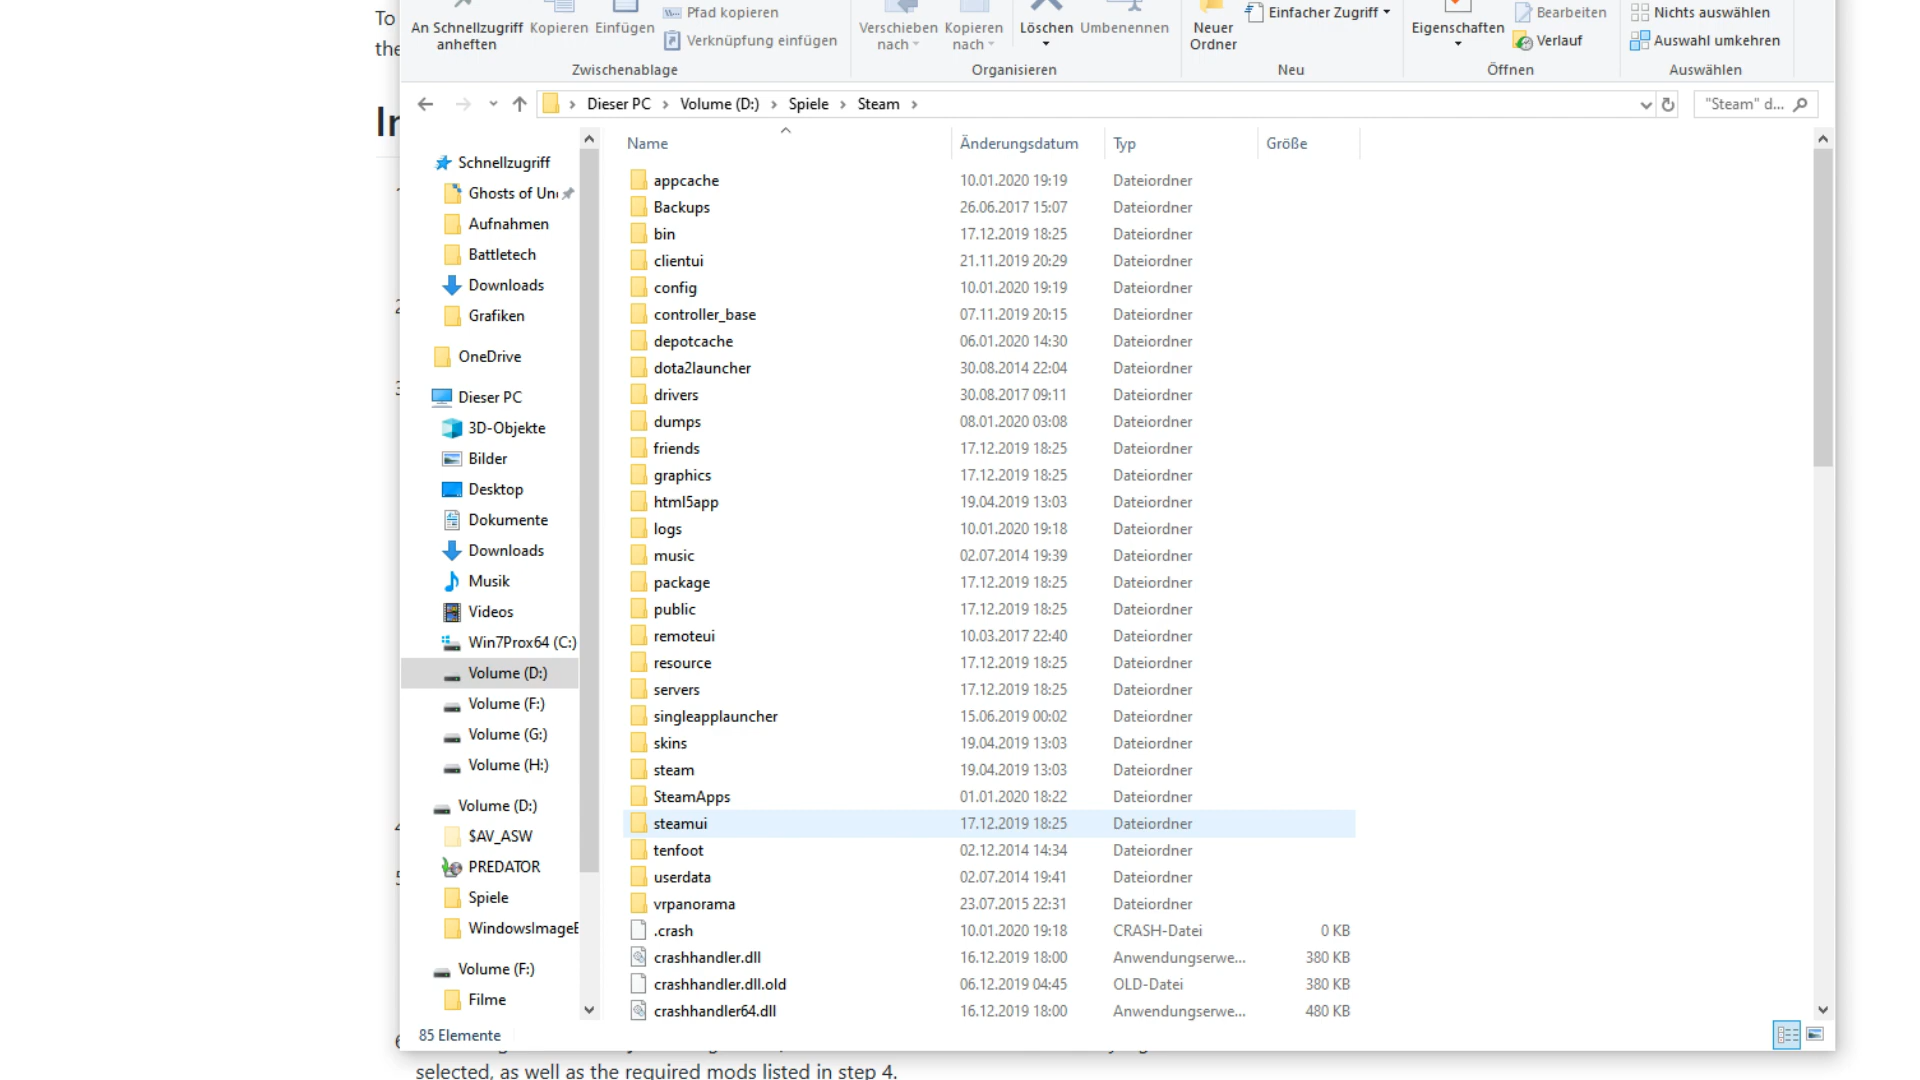 To
the
In
An Schnellzugriff
anheften
Kopieren
Einfügen
Pfad kopieren
Verknüpfung einfügen
Zwischenablage
Verschieben
nach
Kopieren
nach
Löschen
Umbenennen
Organisieren
Neuer
Ordner
Einfacher Zugriff
Neu
Eigenschaften
Bearbeiten
Verlauf
Öffnen
Nichts auswählen
Auswahl umkehren
Auswählen
Dieser PC > Volume (D:) > Spiele > Steam >
"Steam" d...
Schnellzugriff
Ghosts of Un
Aufnahmen
Battletech
Downloads
Grafiken
OneDrive
Dieser PC
3D-Objekte
Bilder
Desktop
Dokumente
Downloads
Musik
Videos
Win7Prox64 (C:)
Volume (D:)
Volume (F:)
Volume (G:)
Volume (H:)
Volume (D:)
$AV_ASW
PREDATOR
Spiele
WindowsImageB
Volume (F:)
Filme
Name Änderungsdatum Typ Größe
appcache 10.01.2020 19:19 Dateiordner
Backups 26.06.2017 15:07 Dateiordner
bin 17.12.2019 18:25 Dateiordner
clientui 21.11.2019 20:29 Dateiordner
config 10.01.2020 19:19 Dateiordner
controller_base 07.11.2019 20:15 Dateiordner
depotcache 06.01.2020 14:30 Dateiordner
dota2launcher 30.08.2014 22:04 Dateiordner
drivers 30.08.2017 09:11 Dateiordner
dumps 08.01.2020 03:08 Dateiordner
friends 17.12.2019 18:25 Dateiordner
graphics 17.12.2019 18:25 Dateiordner
html5app 19.04.2019 13:03 Dateiordner
logs 10.01.2020 19:18 Dateiordner
music 02.07.2014 19:39 Dateiordner
package 17.12.2019 18:25 Dateiordner
public 17.12.2019 18:25 Dateiordner
remoteui 10.03.2017 22:40 Dateiordner
resource 17.12.2019 18:25 Dateiordner
servers 17.12.2019 18:25 Dateiordner
singleapplauncher 15.06.2019 00:02 Dateiordner
skins 19.04.2019 13:03 Dateiordner
steam 19.04.2019 13:03 Dateiordner
SteamApps 01.01.2020 18:22 Dateiordner
steamui 17.12.2019 18:25 Dateiordner
tenfoot 02.12.2014 14:34 Dateiordner
userdata 02.07.2014 19:41 Dateiordner
vrpanorama 23.07.2015 22:31 Dateiordner
.crash 10.01.2020 19:18 CRASH-Datei 0 KB
crashhandler.dll 16.12.2019 18:00 Anwendungserwe... 380 KB
crashhandler.dll.old 06.12.2019 04:45 OLD-Datei 380 KB
crashhandler64.dll 16.12.2019 18:00 Anwendungserwe... 480 KB
85 Elemente
selected, as well as the required mods listed in step 4.